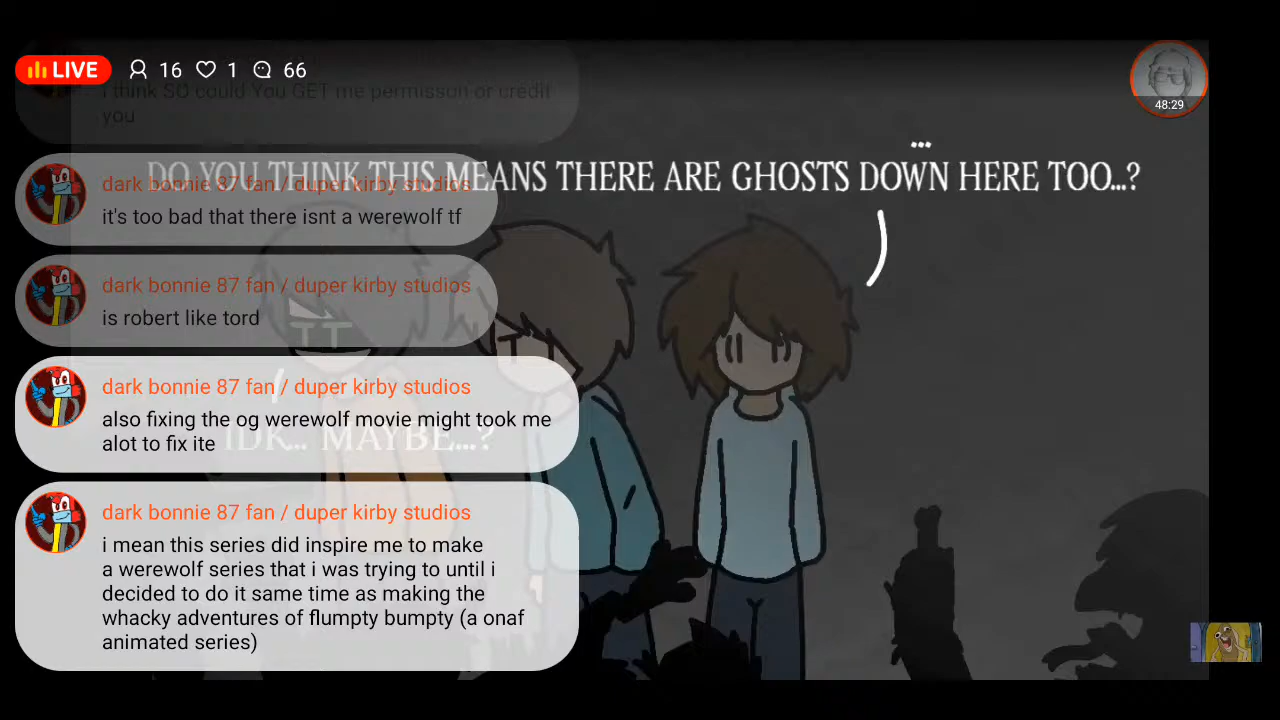 LIVE 16 1 66
i think SO could You GET me permisson or credit
you
48:29
...
DO YOU THINK THIS MEANS THERE ARE GHOSTS DOWN HERE TOO...?
dark bonnie 87 fan / duper kirby studios
it's too bad that there isnt a werewolf tf
dark bonnie 87 fan / duper kirby studios
is robert like tord
dark bonnie 87 fan / duper kirby studios
also fixing the og werewolf movie might took me
alot to fix ite
IDK... MAYBE...?
dark bonnie 87 fan / duper kirby studios
i mean this series did inspire me to make
a werewolf series that i was trying to until i
decided to do it same time as making the
whacky adventures of flumpty bumpty (a onaf
animated series)